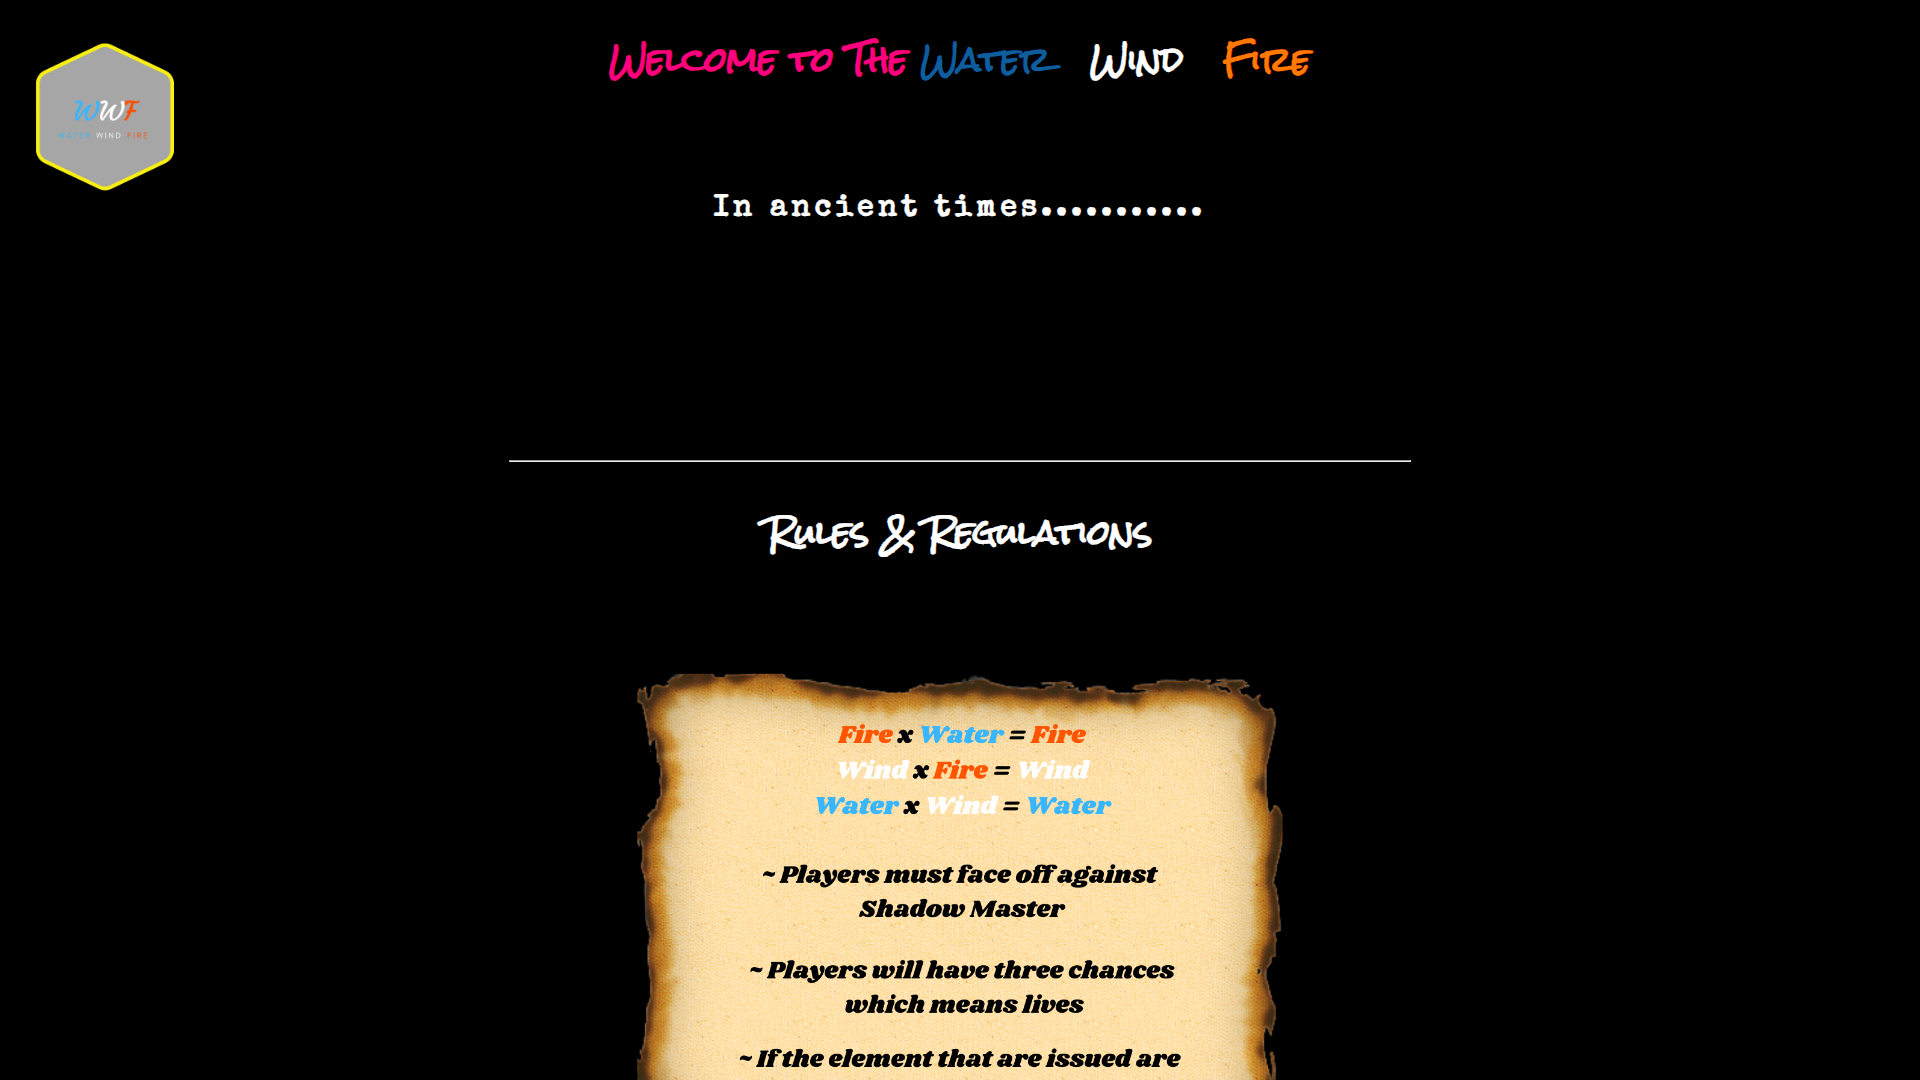 Welcome to The Water Wind Fire
WWF
WATER WIND FIRE
In ancient times...........
Rules & Regulations
Fire x Water = Fire
Wind x Fire = Wind
Water x Wind = Water
~ Players must face off against
Shadow Master
~ Players will have three chances
which means lives
~ If the element that are issued are